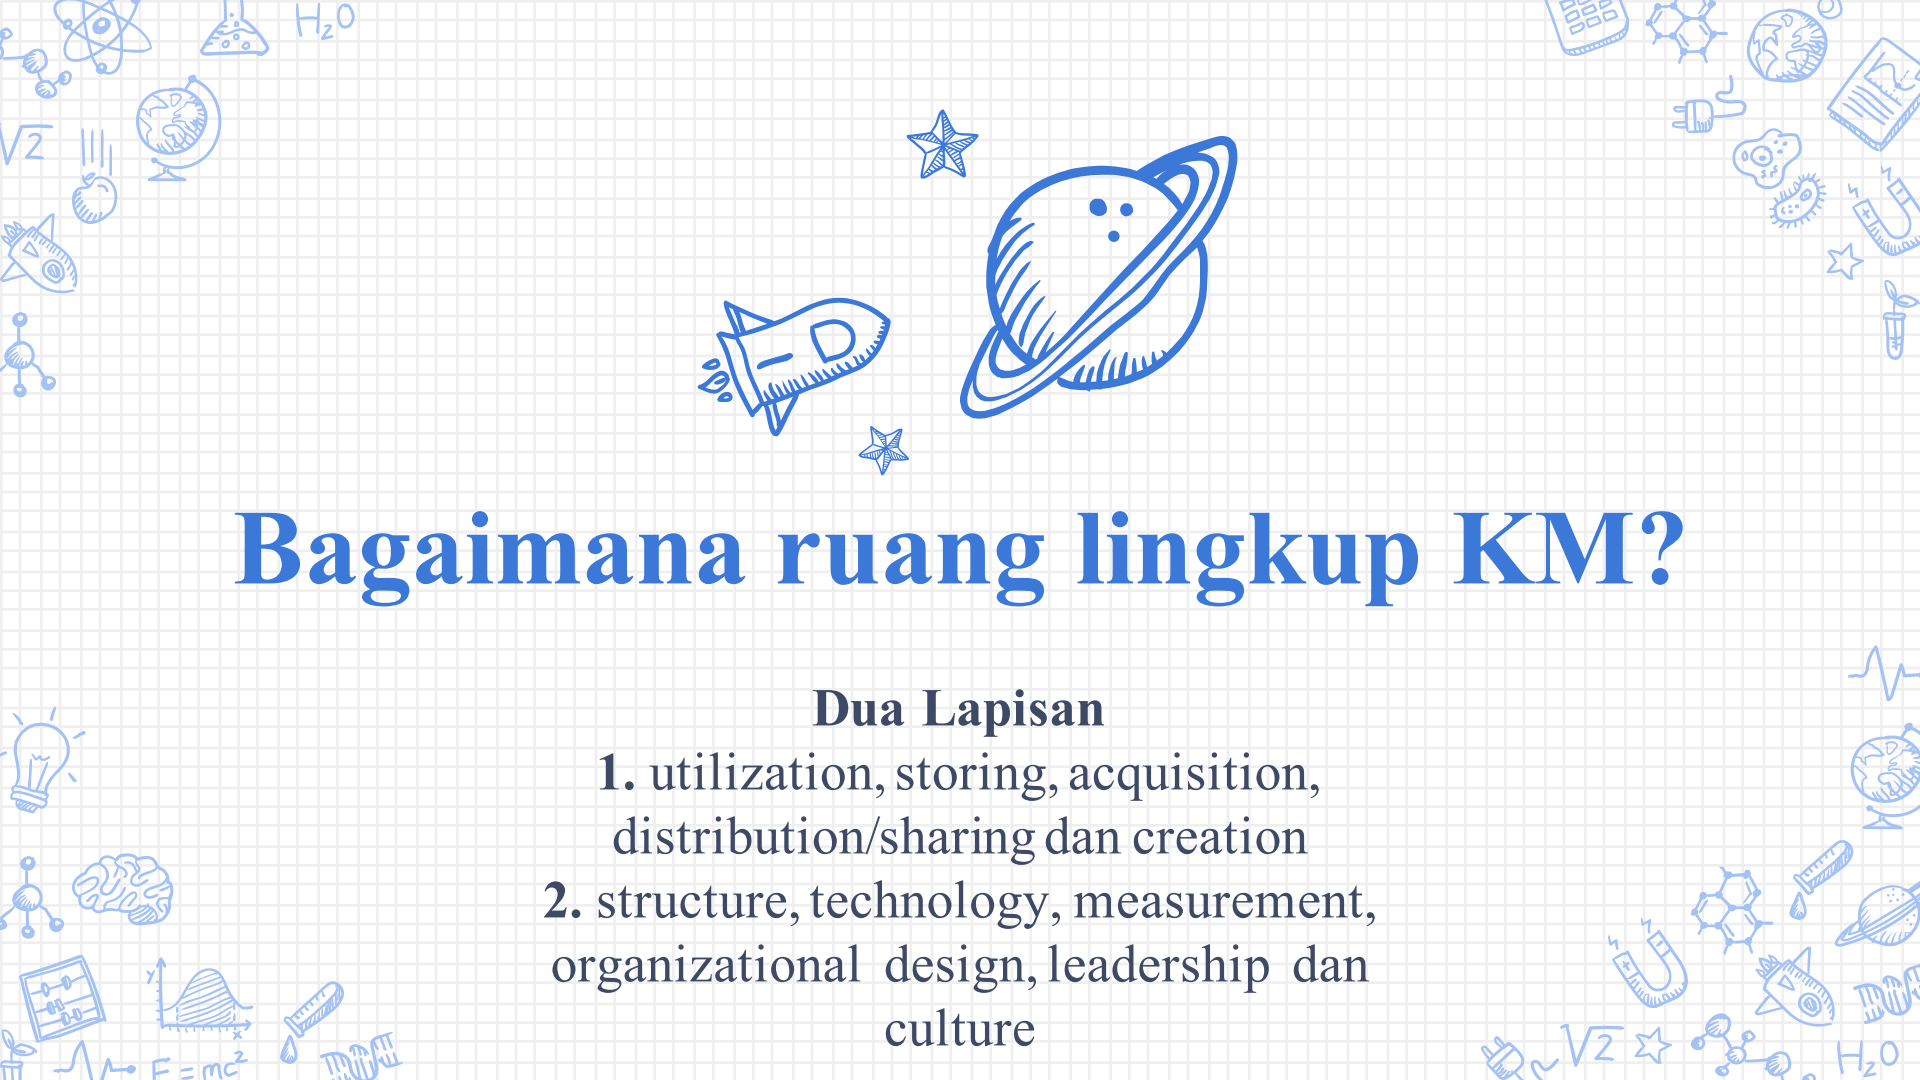 H₂O
√2
Bagaimana ruang lingkup KM?
Dua Lapisan
1. utilization, storing, acquisition,
distribution/sharing dan creation
2. structure, technology, measurement,
organizational design, leadership dan
culture
y
x
E=mc²
√2
H₂O